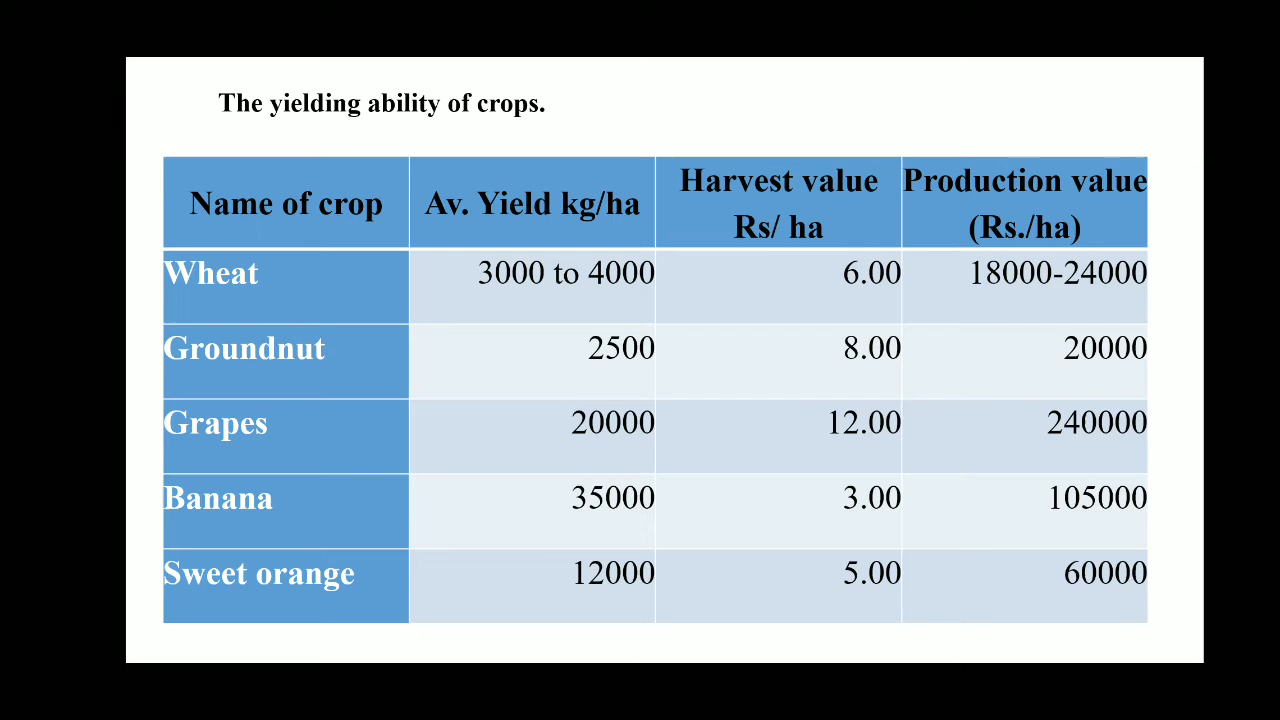 The yielding ability of crops.
Name of crop Av. Yield kg/ha Harvest value Rs/ ha Production value (Rs./ha)
Wheat 3000 to 4000 6.00 18000-24000
Groundnut 2500 8.00 20000
Grapes 20000 12.00 240000
Banana 35000 3.00 105000
Sweet orange 12000 5.00 60000